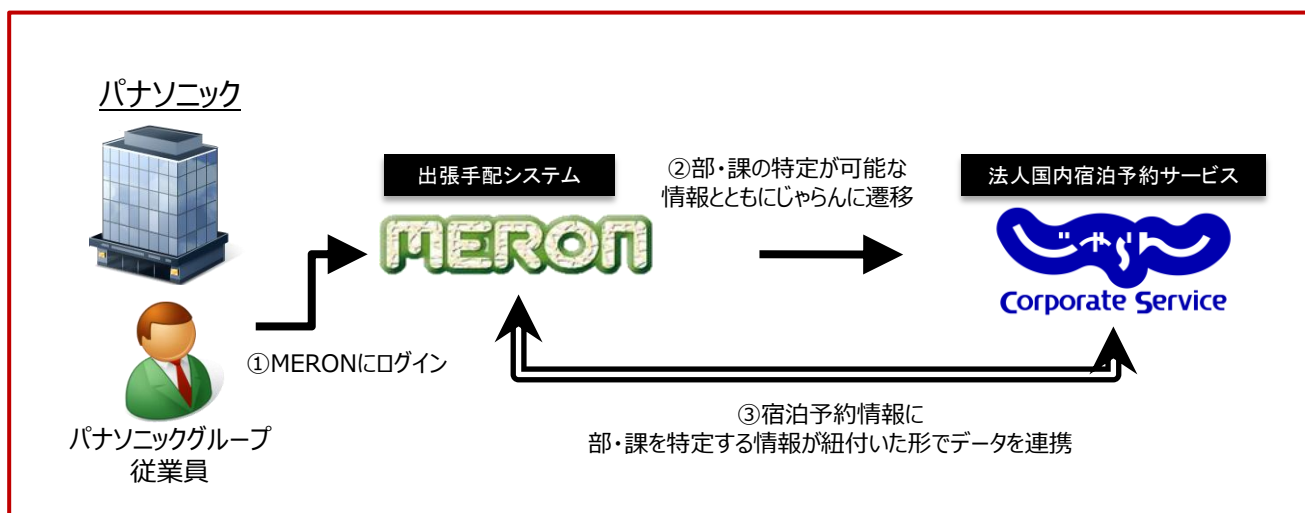 パナソニック
出張手配システム
MERON
②部・課の特定が可能な
情報とともにじゃらんに遷移
法人国内宿泊予約サービス
じゃらん
Corporate Service
①MERONにログイン
パナソニックグループ
従業員
③宿泊予約情報に
部・課を特定する情報が紐付いた形でデータを連携